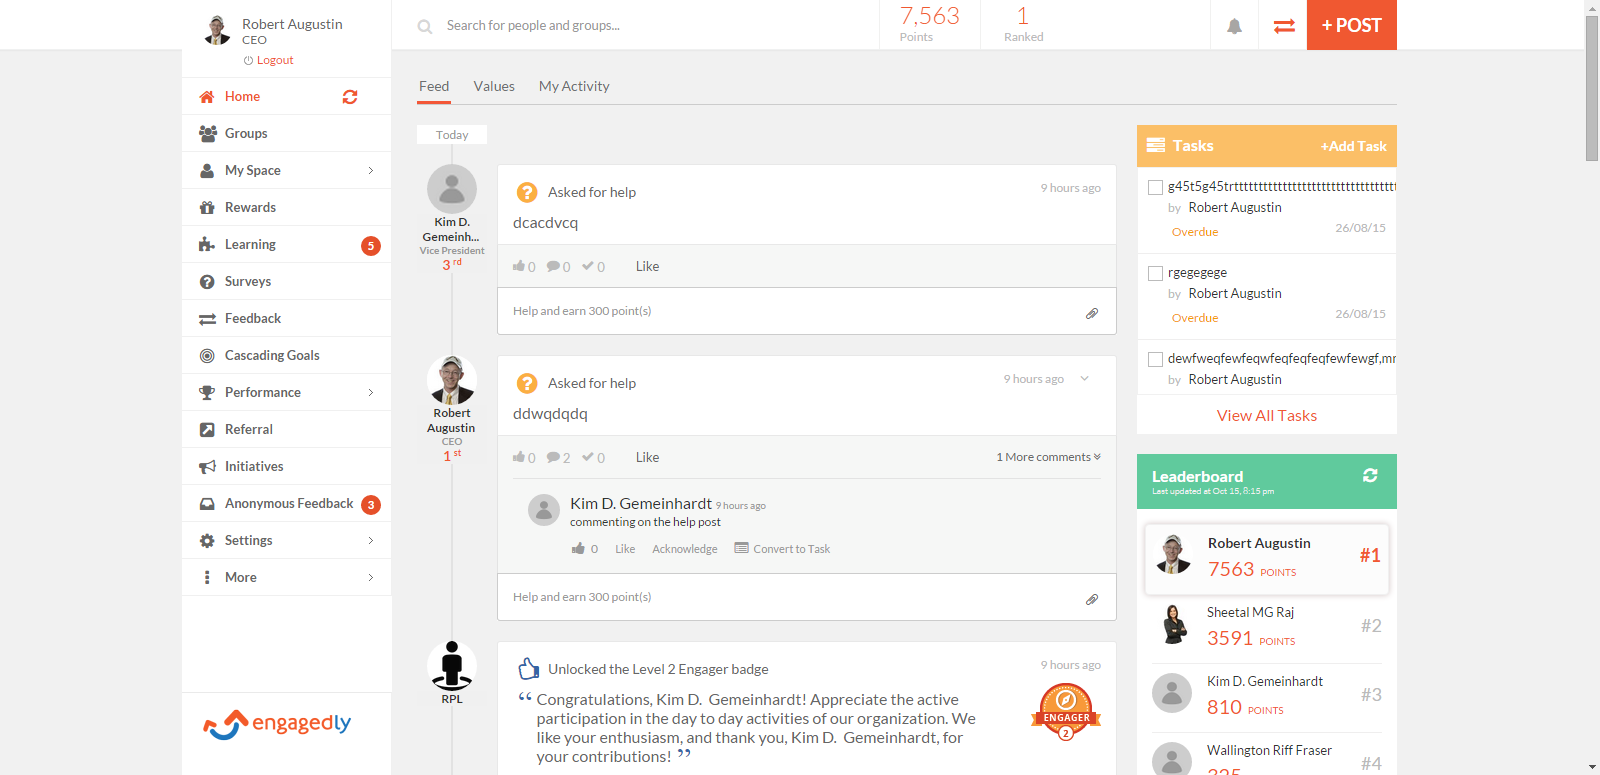 Robert Augustin
CEO
Logout
Home
Groups
My Space
Rewards
Learning 5
Surveys
Feedback
Cascading Goals
Performance
Referral
Initiatives
Anonymous Feedback 3
Settings
More
engagedly
Search for people and groups...
7,563
Points
1
Ranked
+ POST
Feed Values My Activity
Today
Kim D.
Gemeinh...
Vice President
3 rd
Asked for help
9 hours ago
dcacdvcq
0 0 0 Like
Help and earn 300 point(s)
Robert
Augustin
CEO
1 st
Asked for help
9 hours ago
ddwqdqdq
0 2 0 Like
1 More comments
Kim D. Gemeinhardt 9 hours ago
commenting on the help post
0 Like Acknowledge Convert to Task
Help and earn 300 point(s)
RPL
Unlocked the Level 2 Engager badge
9 hours ago
“ Congratulations, Kim D. Gemeinhardt! Appreciate the active
participation in the day to day activities of our organization. We
like your enthusiasm, and thank you, Kim D. Gemeinhardt, for
your contributions! ”
ENGAGER
2
Tasks +Add Task
by Robert Augustin
Overdue 26/08/15
rgegegege
by Robert Augustin
Overdue 26/08/15
by Robert Augustin
View All Tasks
Leaderboard
Last updated at Oct 15, 8:15 pm
Robert Augustin
7563 POINTS
#1
Sheetal MG Raj
3591 POINTS
#2
Kim D. Gemeinhardt
810 POINTS
#3
Wallington Riff Fraser
#4